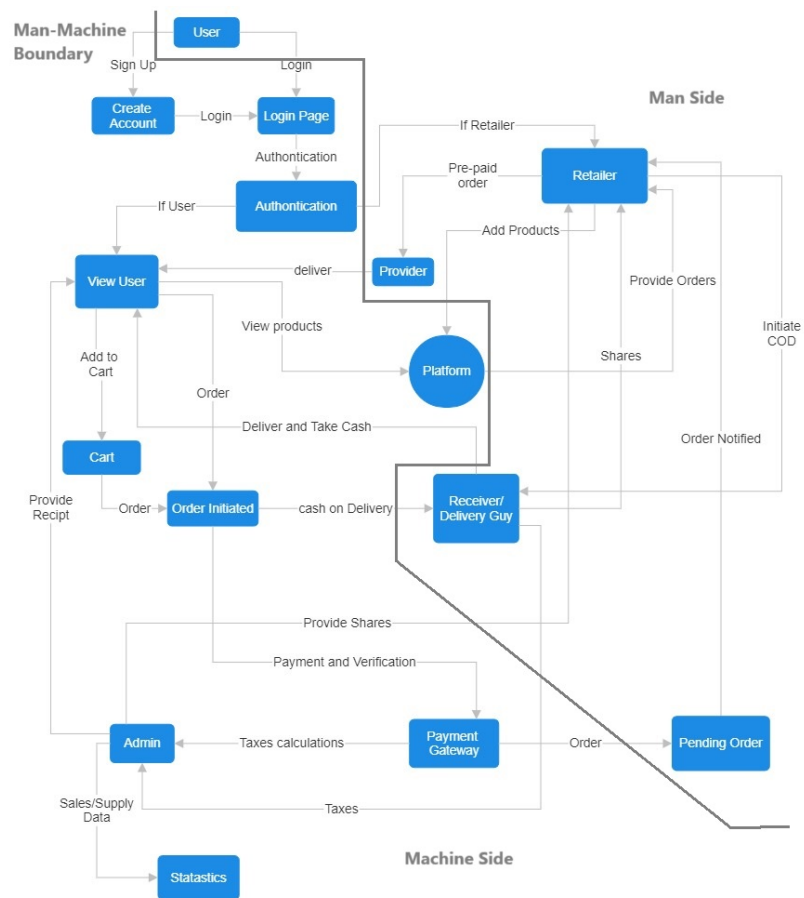 Man-Machine
Boundary
User
Sign Up
Login
Man Side
Create
Account
Login
Login Page
If Retailer
Authontication
Pre-paid
order
Retailer
If User
Authontication
Add Products
deliver
Provider
View User
Provide Orders
View products
Initiate
COD
Add to
Cart
Shares
Platform
Order
Deliver and Take Cash
Order Notified
Cart
Provide
Recipt
Order
Order Initiated
cash on Delivery
Receiver/
Delivery Guy
Provide Shares
Payment and Verification
Admin
Taxes calculations
Payment
Gateway
Order
Pending Order
Sales/Supply
Data
Taxes
Machine Side
Statastics